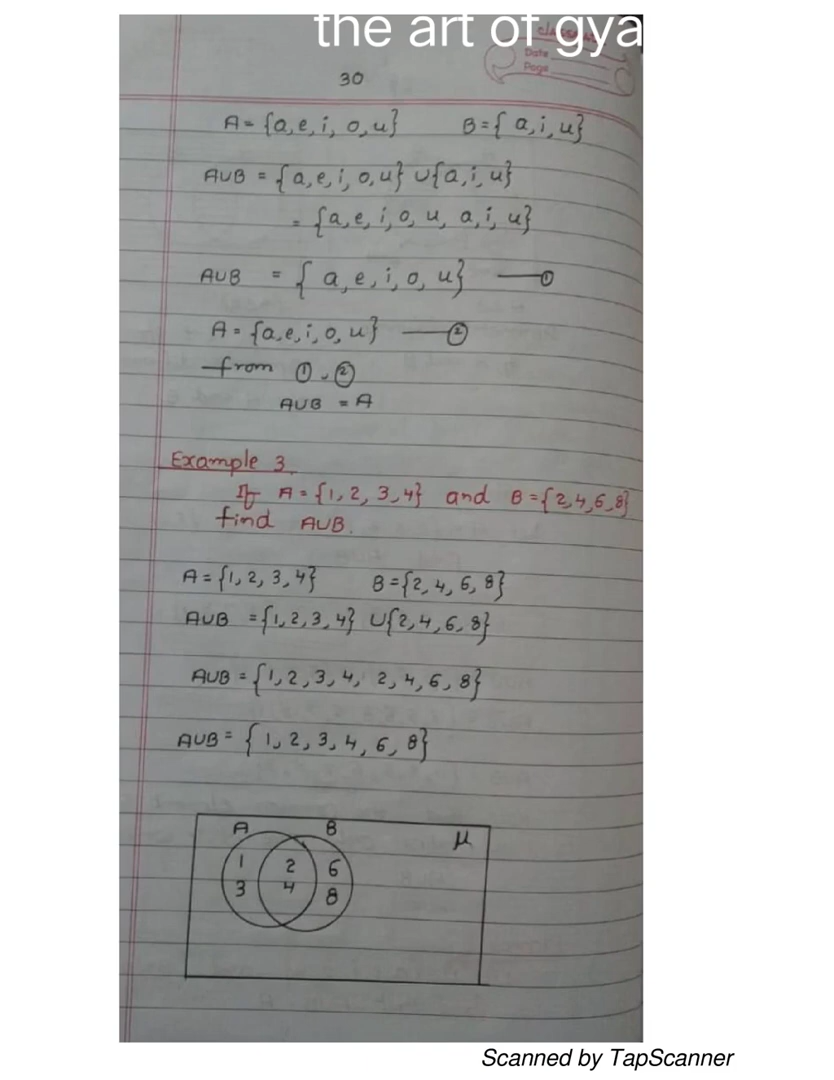 the art of gya
classmate
Date
Page
30
A = {a, e, i, o, u} B = { a, i, u}
AUB = {a, e, i, o, u} U{a, i, u}
= {a, e, i, o, u, a, i, u}
AUB = { a, e, i, o, u} —①
A = {a, e, i, o, u} —②
from ①, ②
AUB = A
Example 3
If A = {1, 2, 3, 4} and B = {2, 4, 6, 8}
find AUB.
A = {1, 2, 3, 4} B = {2, 4, 6, 8}
AUB = {1, 2, 3, 4} U{2, 4, 6, 8}
AUB = {1, 2, 3, 4, 2, 4, 6, 8}
AUB = { 1, 2, 3, 4, 6, 8}
A B μ
1 2 6
3 4 8
Scanned by TapScanner